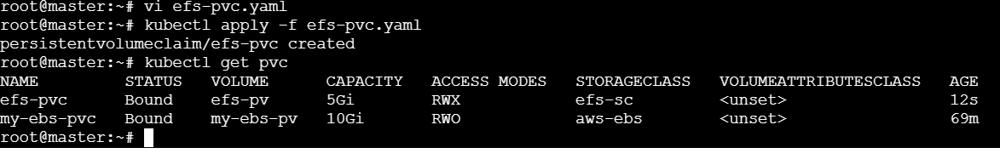 root@master:~# vi efs-pvc.yaml
root@master:~# kubectl apply -f efs-pvc.yaml
persistentvolumeclaim/efs-pvc created
root@master:~# kubectl get pvc
NAME STATUS VOLUME CAPACITY ACCESS MODES STORAGECLASS VOLUMEATTRIBUTESCLASS AGE
efs-pvc Bound efs-pv 5Gi RWX efs-sc <unset> 12s
my-ebs-pvc Bound my-ebs-pv 10Gi RWO aws-ebs <unset> 69m
root@master:~#